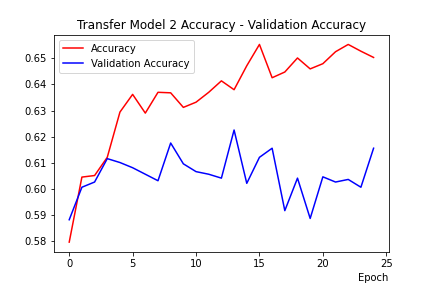 Transfer Model 2 Accuracy - Validation Accuracy
Accuracy
Validation Accuracy
0.65
0.64
0.63
0.62
0.61
0.60
0.59
0.58
0 5 10 15 20 25
Epoch